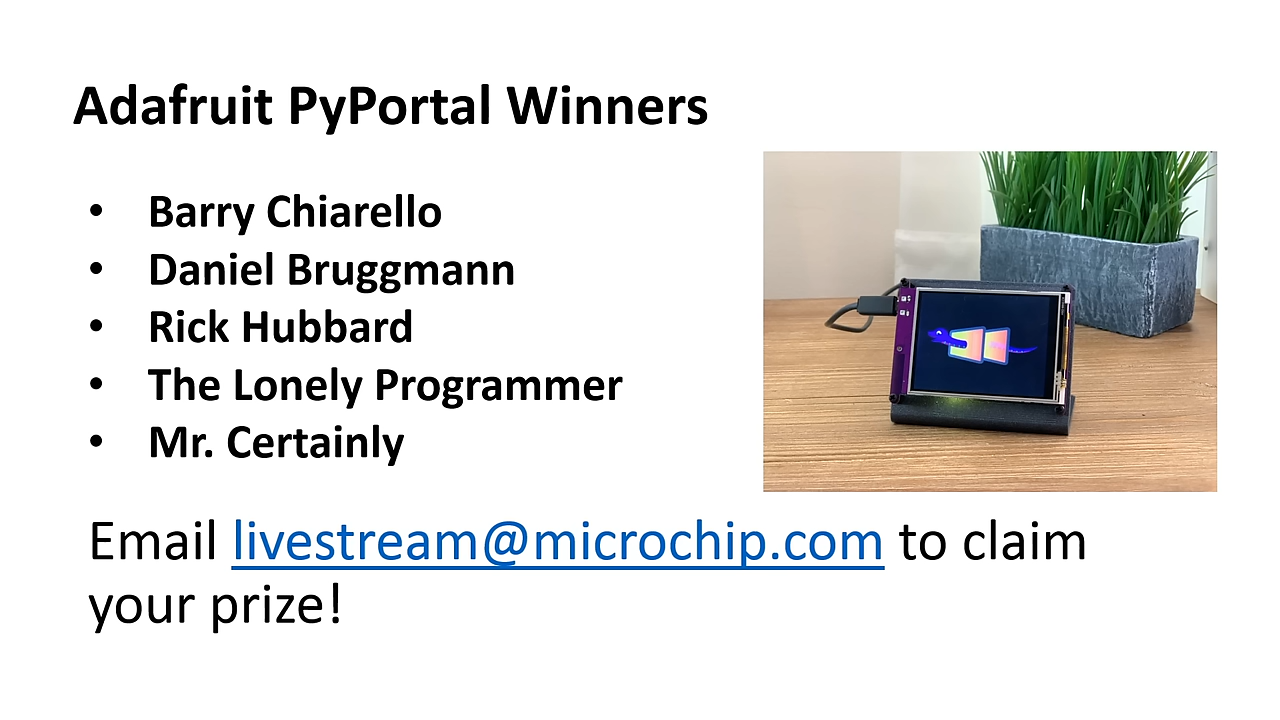 Adafruit PyPortal Winners
• Barry Chiarello
• Daniel Bruggmann
• Rick Hubbard
• The Lonely Programmer
• Mr. Certainly
Email livestream@microchip.com to claim
your prize!